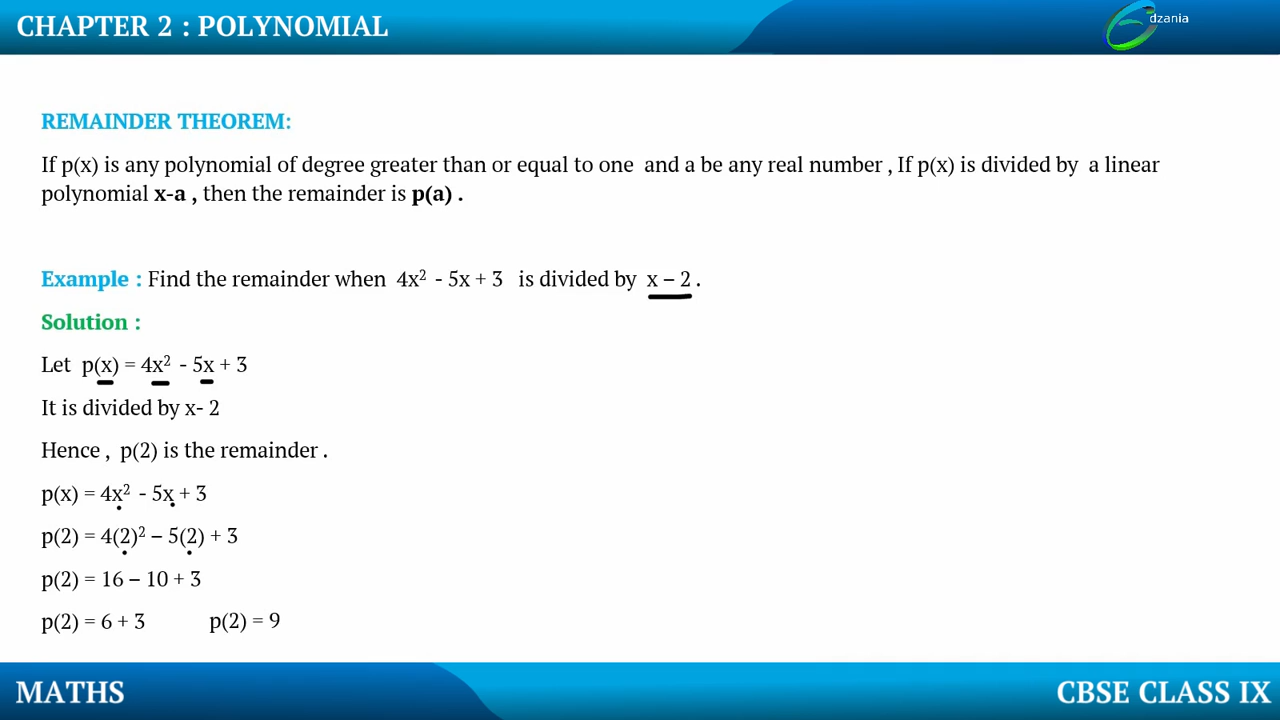 CHAPTER 2 : POLYNOMIAL
Edzania
REMAINDER THEOREM:
If p(x) is any polynomial of degree greater than or equal to one and a be any real number , If p(x) is divided by a linear
polynomial x-a , then the remainder is p(a) .
Example : Find the remainder when 4x² - 5x + 3 is divided by x – 2 .
Solution :
Let p(x) = 4x² - 5x + 3
It is divided by x- 2
Hence , p(2) is the remainder .
p(x) = 4x² - 5x + 3
p(2) = 4(2)² – 5(2) + 3
p(2) = 16 – 10 + 3
p(2) = 6 + 3 p(2) = 9
MATHS
CBSE CLASS IX